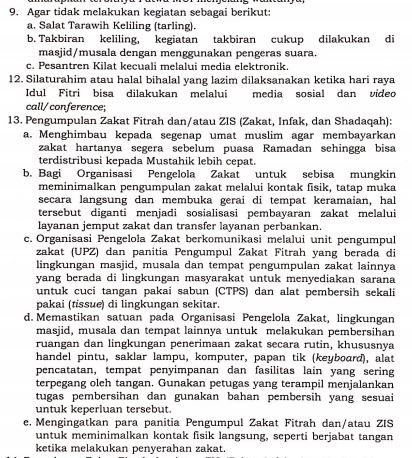 9. Agar tidak melakukan kegiatan sebagai berikut:
a. Salat Tarawih Keliling (tarling).
b. Takbiran keliling, kegiatan takbiran cukup dilakukan di
masjid/musala dengan menggunakan pengeras suara.
c. Pesantren Kilat kecuali melalui media elektronik.
12. Silaturahim atau halal bihalal yang lazim dilaksanakan ketika hari raya
Idul Fitri bisa dilakukan melalui media sosial dan video
call/conference;
13. Pengumpulan Zakat Fitrah dan/atau ZIS (Zakat, Infak, dan Shadaqah):
a. Menghimbau kepada segenap umat muslim agar membayarkan
zakat hartanya segera sebelum puasa Ramadan sehingga bisa
terdistribusi kepada Mustahik lebih cepat.
b. Bagi Organisasi Pengelola Zakat untuk sebisa mungkin
meminimalkan pengumpulan zakat melalui kontak fisik, tatap muka
secara langsung dan membuka gerai di tempat keramaian, hal
tersebut diganti menjadi sosialisasi pembayaran zakat melalui
layanan jemput zakat dan transfer layanan perbankan.
c. Organisasi Pengelola Zakat berkomunikasi melalui unit pengumpul
zakat (UPZ) dan panitia Pengumpul Zakat Fitrah yang berada di
lingkungan masjid, musala dan tempat pengumpulan zakat lainnya
yang berada di lingkungan masyarakat untuk menyediakan sarana
untuk cuci tangan pakai sabun (CTPS) dan alat pembersih sekali
pakai (tissue) di lingkungan sekitar.
d. Memastikan satuan pada Organisasi Pengelola Zakat, lingkungan
masjid, musala dan tempat lainnya untuk melakukan pembersihan
ruangan dan lingkungan penerimaan zakat secara rutin, khususnya
handel pintu, saklar lampu, komputer, papan tik (keyboard), alat
pencatatan, tempat penyimpanan dan fasilitas lain yang sering
terpegang oleh tangan. Gunakan petugas yang terampil menjalankan
tugas pembersihan dan gunakan bahan pembersih yang sesuai
untuk keperluan tersebut.
e. Mengingatkan para panitia Pengumpul Zakat Fitrah dan/atau ZIS
untuk meminimalkan kontak fisik langsung, seperti berjabat tangan
ketika melakukan penyerahan zakat.